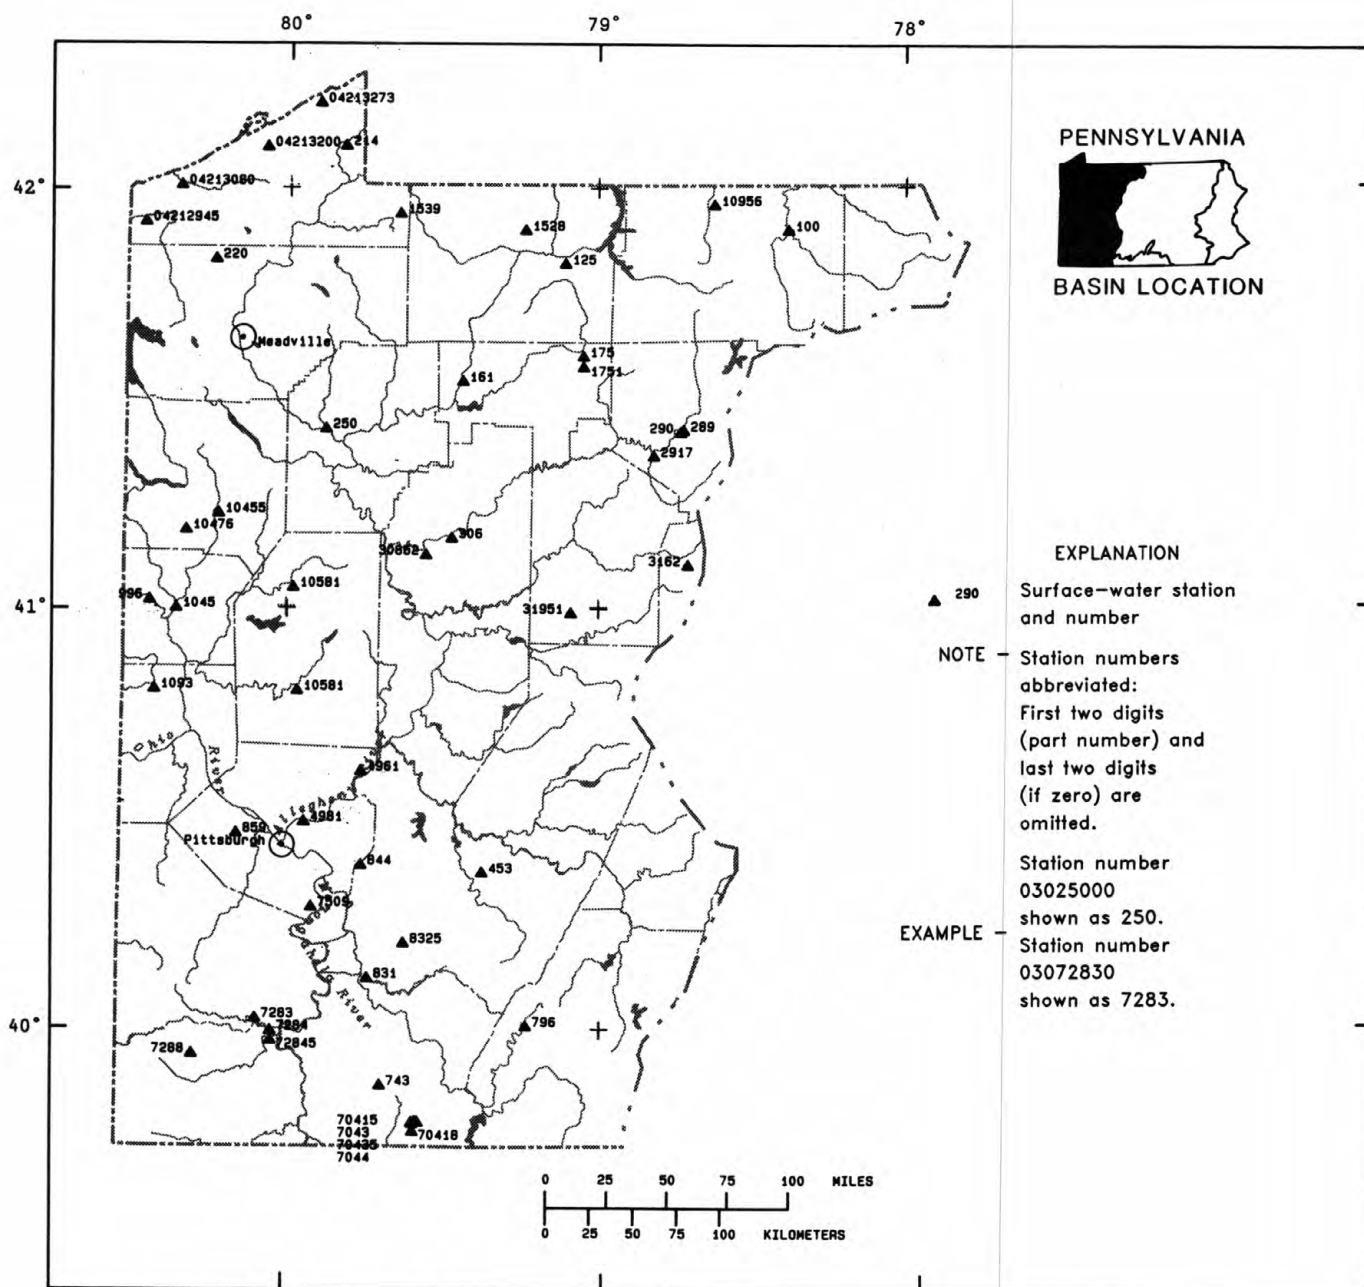 80°
79°
78°
04213273
04213200
214
42°
04213080
04212945
1539
1528
10956
100
220
125
PENNSYLVANIA
BASIN LOCATION
Meadville
175
1751
161
250
290
289
2917
10455
10476
306
30862
3162
10581
996
1045
41°
31951
1093
10581
Ohio
River
4961
Allegheny
4981
859
Pittsburgh
844
453
7509
8325
831
River
7283
7284
72845
7288
40°
796
743
70415
7043
70425
7044
70418
0 25 50 75 100 MILES
0 25 50 75 100 KILOMETERS
EXPLANATION
290 Surface-water station
and number
NOTE - Station numbers
abbreviated:
First two digits
(part number) and
last two digits
(if zero) are
omitted.
Station number
03025000
shown as 250.
EXAMPLE - Station number
03072830
shown as 7283.